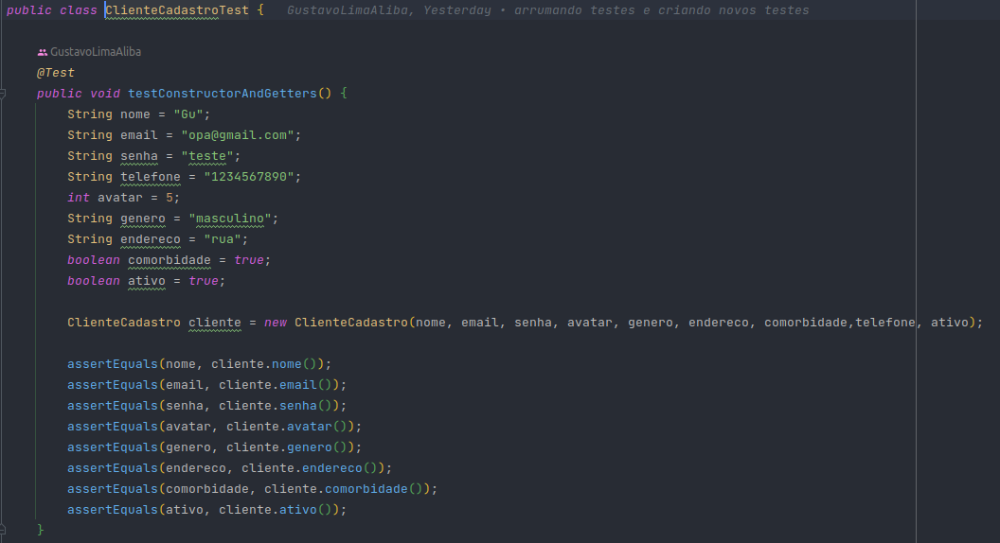 public class ClienteCadastroTest { GustavoLimaAliba, Yesterday • arrumando testes e criando novos testes
GustavoLimaAliba
@Test
public void testConstructorAndGetters() {
String nome = "Gu";
String email = "opa@gmail.com";
String senha = "teste";
String telefone = "1234567890";
int avatar = 5;
String genero = "masculino";
String endereco = "rua";
boolean comorbidade = true;
boolean ativo = true;
ClienteCadastro cliente = new ClienteCadastro(nome, email, senha, avatar, genero, endereco, comorbidade,telefone, ativo);
assertEquals(nome, cliente.nome());
assertEquals(email, cliente.email());
assertEquals(senha, cliente.senha());
assertEquals(avatar, cliente.avatar());
assertEquals(genero, cliente.genero());
assertEquals(endereco, cliente.endereco());
assertEquals(comorbidade, cliente.comorbidade());
assertEquals(ativo, cliente.ativo());
}